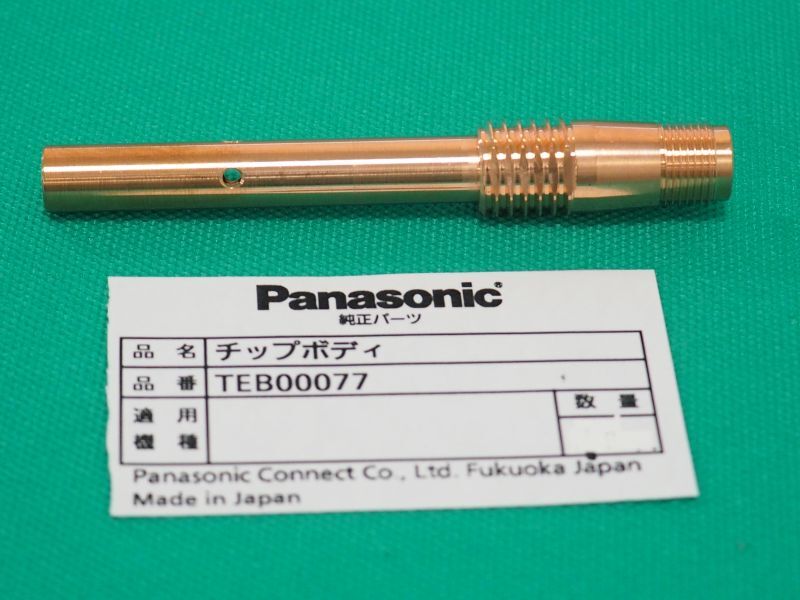 Panasonic®
純正パーツ
品名 チップボディ
品番 TEB00077
適用機種
数量
Panasonic Connect Co., Ltd. Fukuoka Japan
Made in Japan